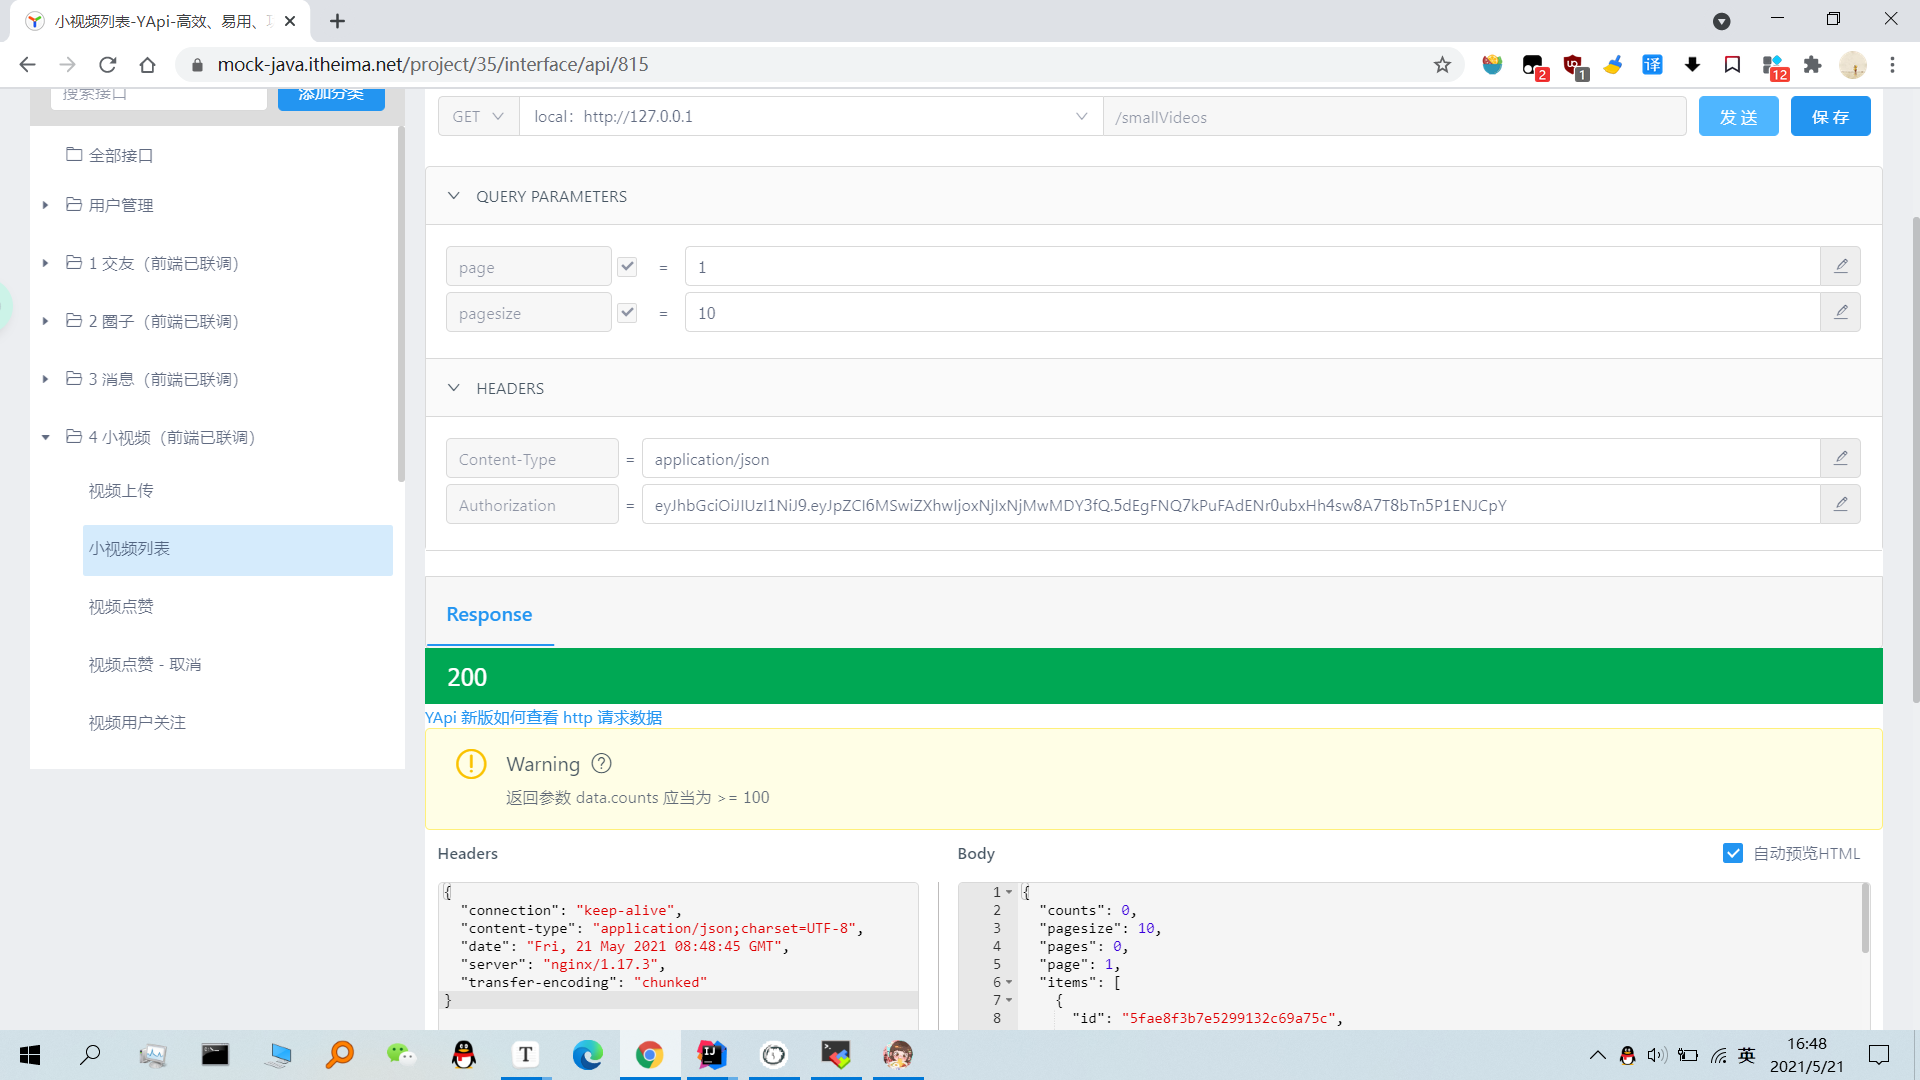 小视频列表-YApi-高效、易用、
mock-java.itheima.net/project/35/interface/api/815
2
1
译
12
搜索接口
添加分类
全部接口
用户管理
1 交友（前端已联调）
2 圈子（前端已联调）
3 消息（前端已联调）
4 小视频（前端已联调）
视频上传
小视频列表
视频点赞
视频点赞 - 取消
视频用户关注
GET
local：http://127.0.0.1
/smallVideos
发 送
保 存
QUERY PARAMETERS
page = 1
pagesize = 10
HEADERS
Content-Type = application/json
Authorization = eyJhbGciOiJIUzI1NiJ9.eyJpZCI6MSwiZXhwIjoxNjIxNjMwMDY3fQ.5dEgFNQ7kPuFAdENr0ubxHh4sw8A7T8bTn5P1ENJCpY
Response
200
YApi 新版如何查看 http 请求数据
Warning
返回参数 data.counts 应当为 >= 100
Headers
{
"connection": "keep-alive",
"content-type": "application/json;charset=UTF-8",
"date": "Fri, 21 May 2021 08:48:45 GMT",
"server": "nginx/1.17.3",
"transfer-encoding": "chunked"
}
Body
自动预览HTML
1 {
2 "counts": 0,
3 "pagesize": 10,
4 "pages": 0,
5 "page": 1,
6 "items": [
7 {
8 "id": "5fae8f3b7e5299132c69a75c",
T
IJ
英
16:48
2021/5/21